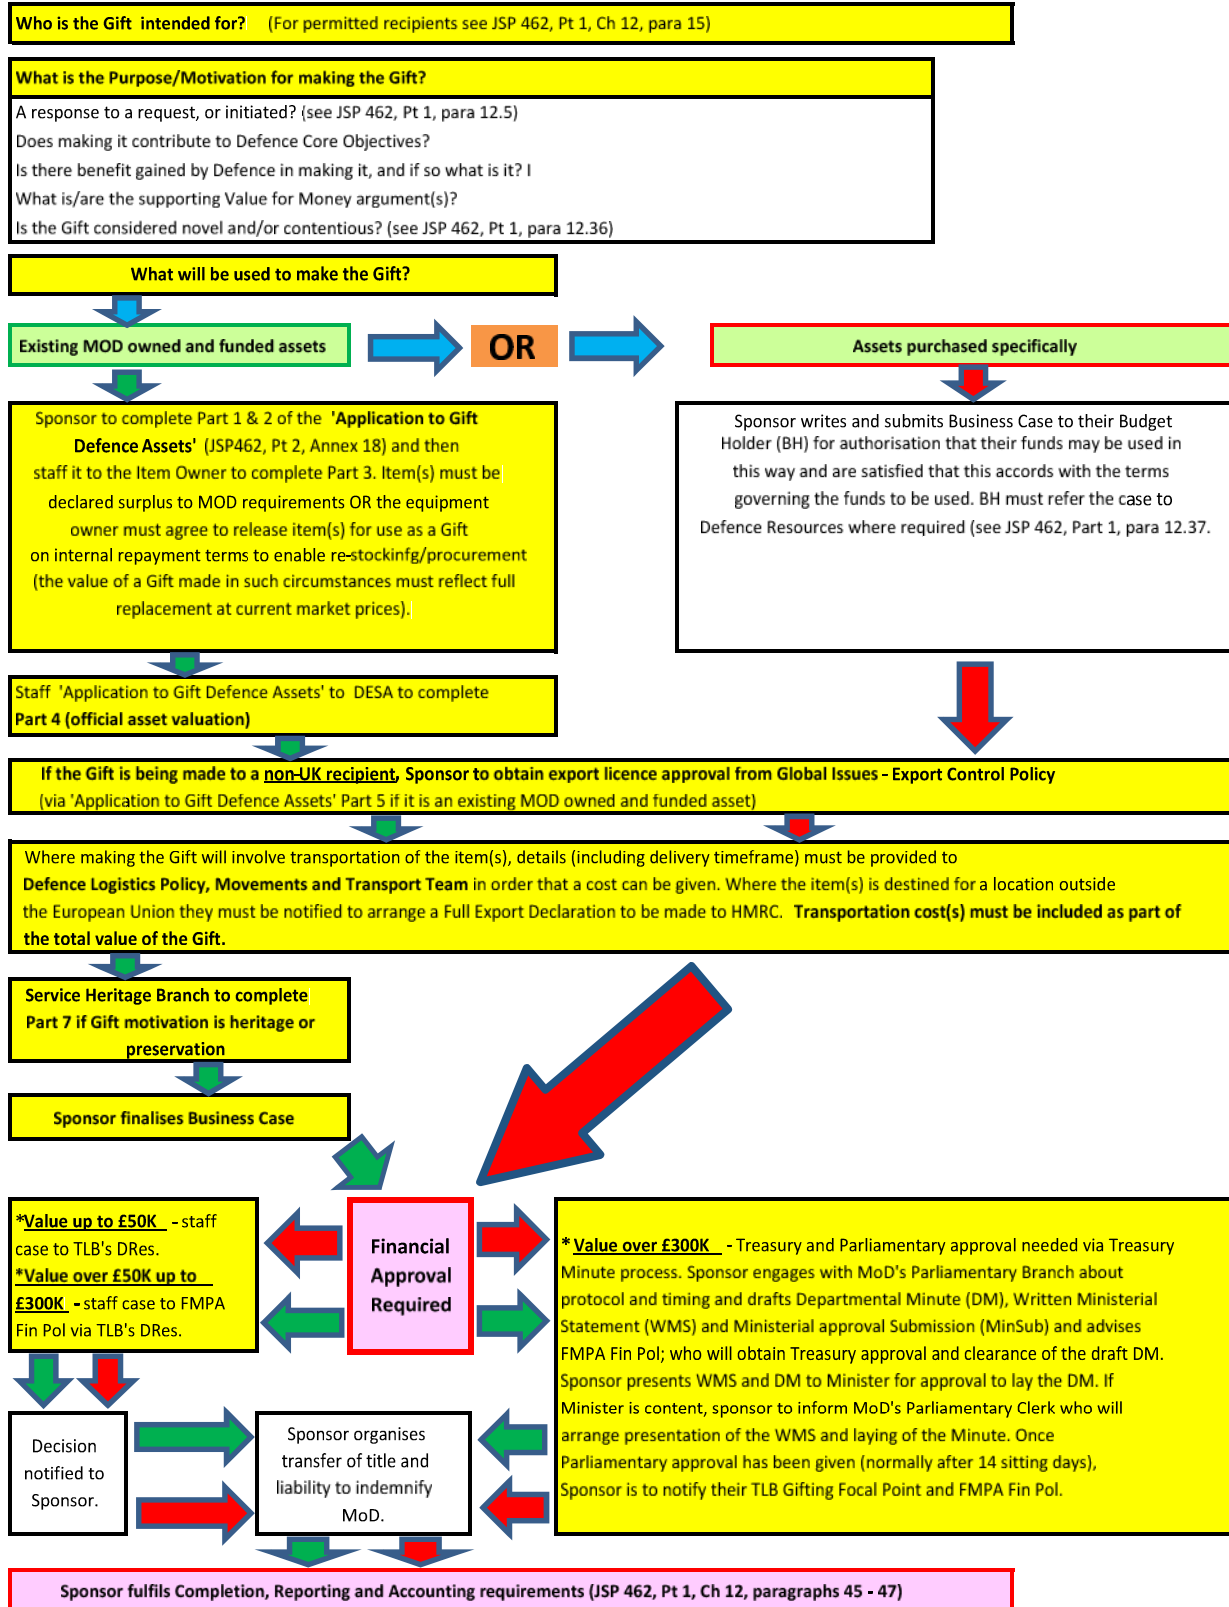 Who is the Gift intended for? (For permitted recipients see JSP 462, Pt 1, Ch 12, para 15)
What is the Purpose/Motivation for making the Gift?
A response to a request, or initiated? (see JSP 462, Pt 1, para 12.5)
Does making it contribute to Defence Core Objectives?
Is there benefit gained by Defence in making it, and if so what is it? I
What is/are the supporting Value for Money argument(s)?
Is the Gift considered novel and/or contentious? (see JSP 462, Pt 1, para 12.36)
What will be used to make the Gift?
Existing MOD owned and funded assets
OR
Assets purchased specifically
Sponsor to complete Part 1 & 2 of the 'Application to Gift
Defence Assets' (JSP462, Pt 2, Annex 18) and then
staff it to the Item Owner to complete Part 3. Item(s) must be
declared surplus to MOD requirements OR the equipment
owner must agree to release item(s) for use as a Gift
on internal repayment terms to enable re-stockinfg/procurement
(the value of a Gift made in such circumstances must reflect full
replacement at current market prices).
Sponsor writes and submits Business Case to their Budget
Holder (BH) for authorisation that their funds may be used in
this way and are satisfied that this accords with the terms
governing the funds to be used. BH must refer the case to
Defence Resources where required (see JSP 462, Part 1, para 12.37.
Staff 'Application to Gift Defence Assets' to DESA to complete
Part 4 (official asset valuation)
If the Gift is being made to a non-UK recipient, Sponsor to obtain export licence approval from Global Issues - Export Control Policy
(via 'Application to Gift Defence Assets' Part 5 if it is an existing MOD owned and funded asset)
Where making the Gift will involve transportation of the item(s), details (including delivery timeframe) must be provided to
Defence Logistics Policy, Movements and Transport Team in order that a cost can be given. Where the item(s) is destined for a location outside
the European Union they must be notified to arrange a Full Export Declaration to be made to HMRC. Transportation cost(s) must be included as part of
the total value of the Gift.
Service Heritage Branch to complete
Part 7 if Gift motivation is heritage or
preservation
Sponsor finalises Business Case
*Value up to £50K - staff
case to TLB's DRes.
*Value over £50K up to
£300K - staff case to FMPA
Fin Pol via TLB's DRes.
Financial
Approval
Required
* Value over £300K - Treasury and Parliamentary approval needed via Treasury
Minute process. Sponsor engages with MoD's Parliamentary Branch about
protocol and timing and drafts Departmental Minute (DM), Written Ministerial
Statement (WMS) and Ministerial approval Submission (MinSub) and advises
FMPA Fin Pol; who will obtain Treasury approval and clearance of the draft DM.
Sponsor presents WMS and DM to Minister for approval to lay the DM. If
Minister is content, sponsor to inform MoD's Parliamentary Clerk who will
arrange presentation of the WMS and laying of the Minute. Once
Parliamentary approval has been given (normally after 14 sitting days),
Sponsor is to notify their TLB Gifting Focal Point and FMPA Fin Pol.
Decision
notified to
Sponsor.
Sponsor organises
transfer of title and
liability to indemnify
MoD.
Sponsor fulfils Completion, Reporting and Accounting requirements (JSP 462, Pt 1, Ch 12, paragraphs 45 - 47)